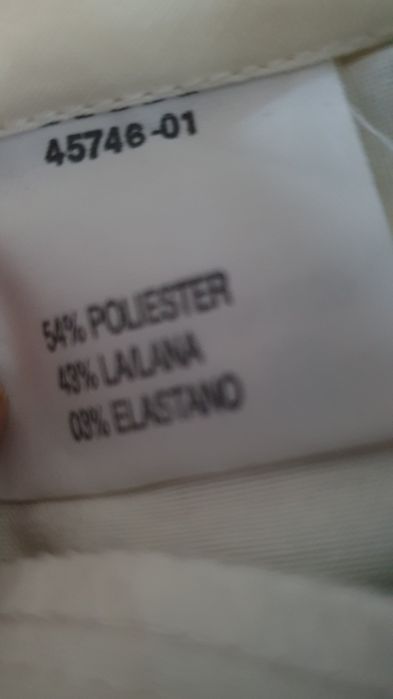 45746-01
54% POLIESTER
43% LA/LANA
03% ELASTANO